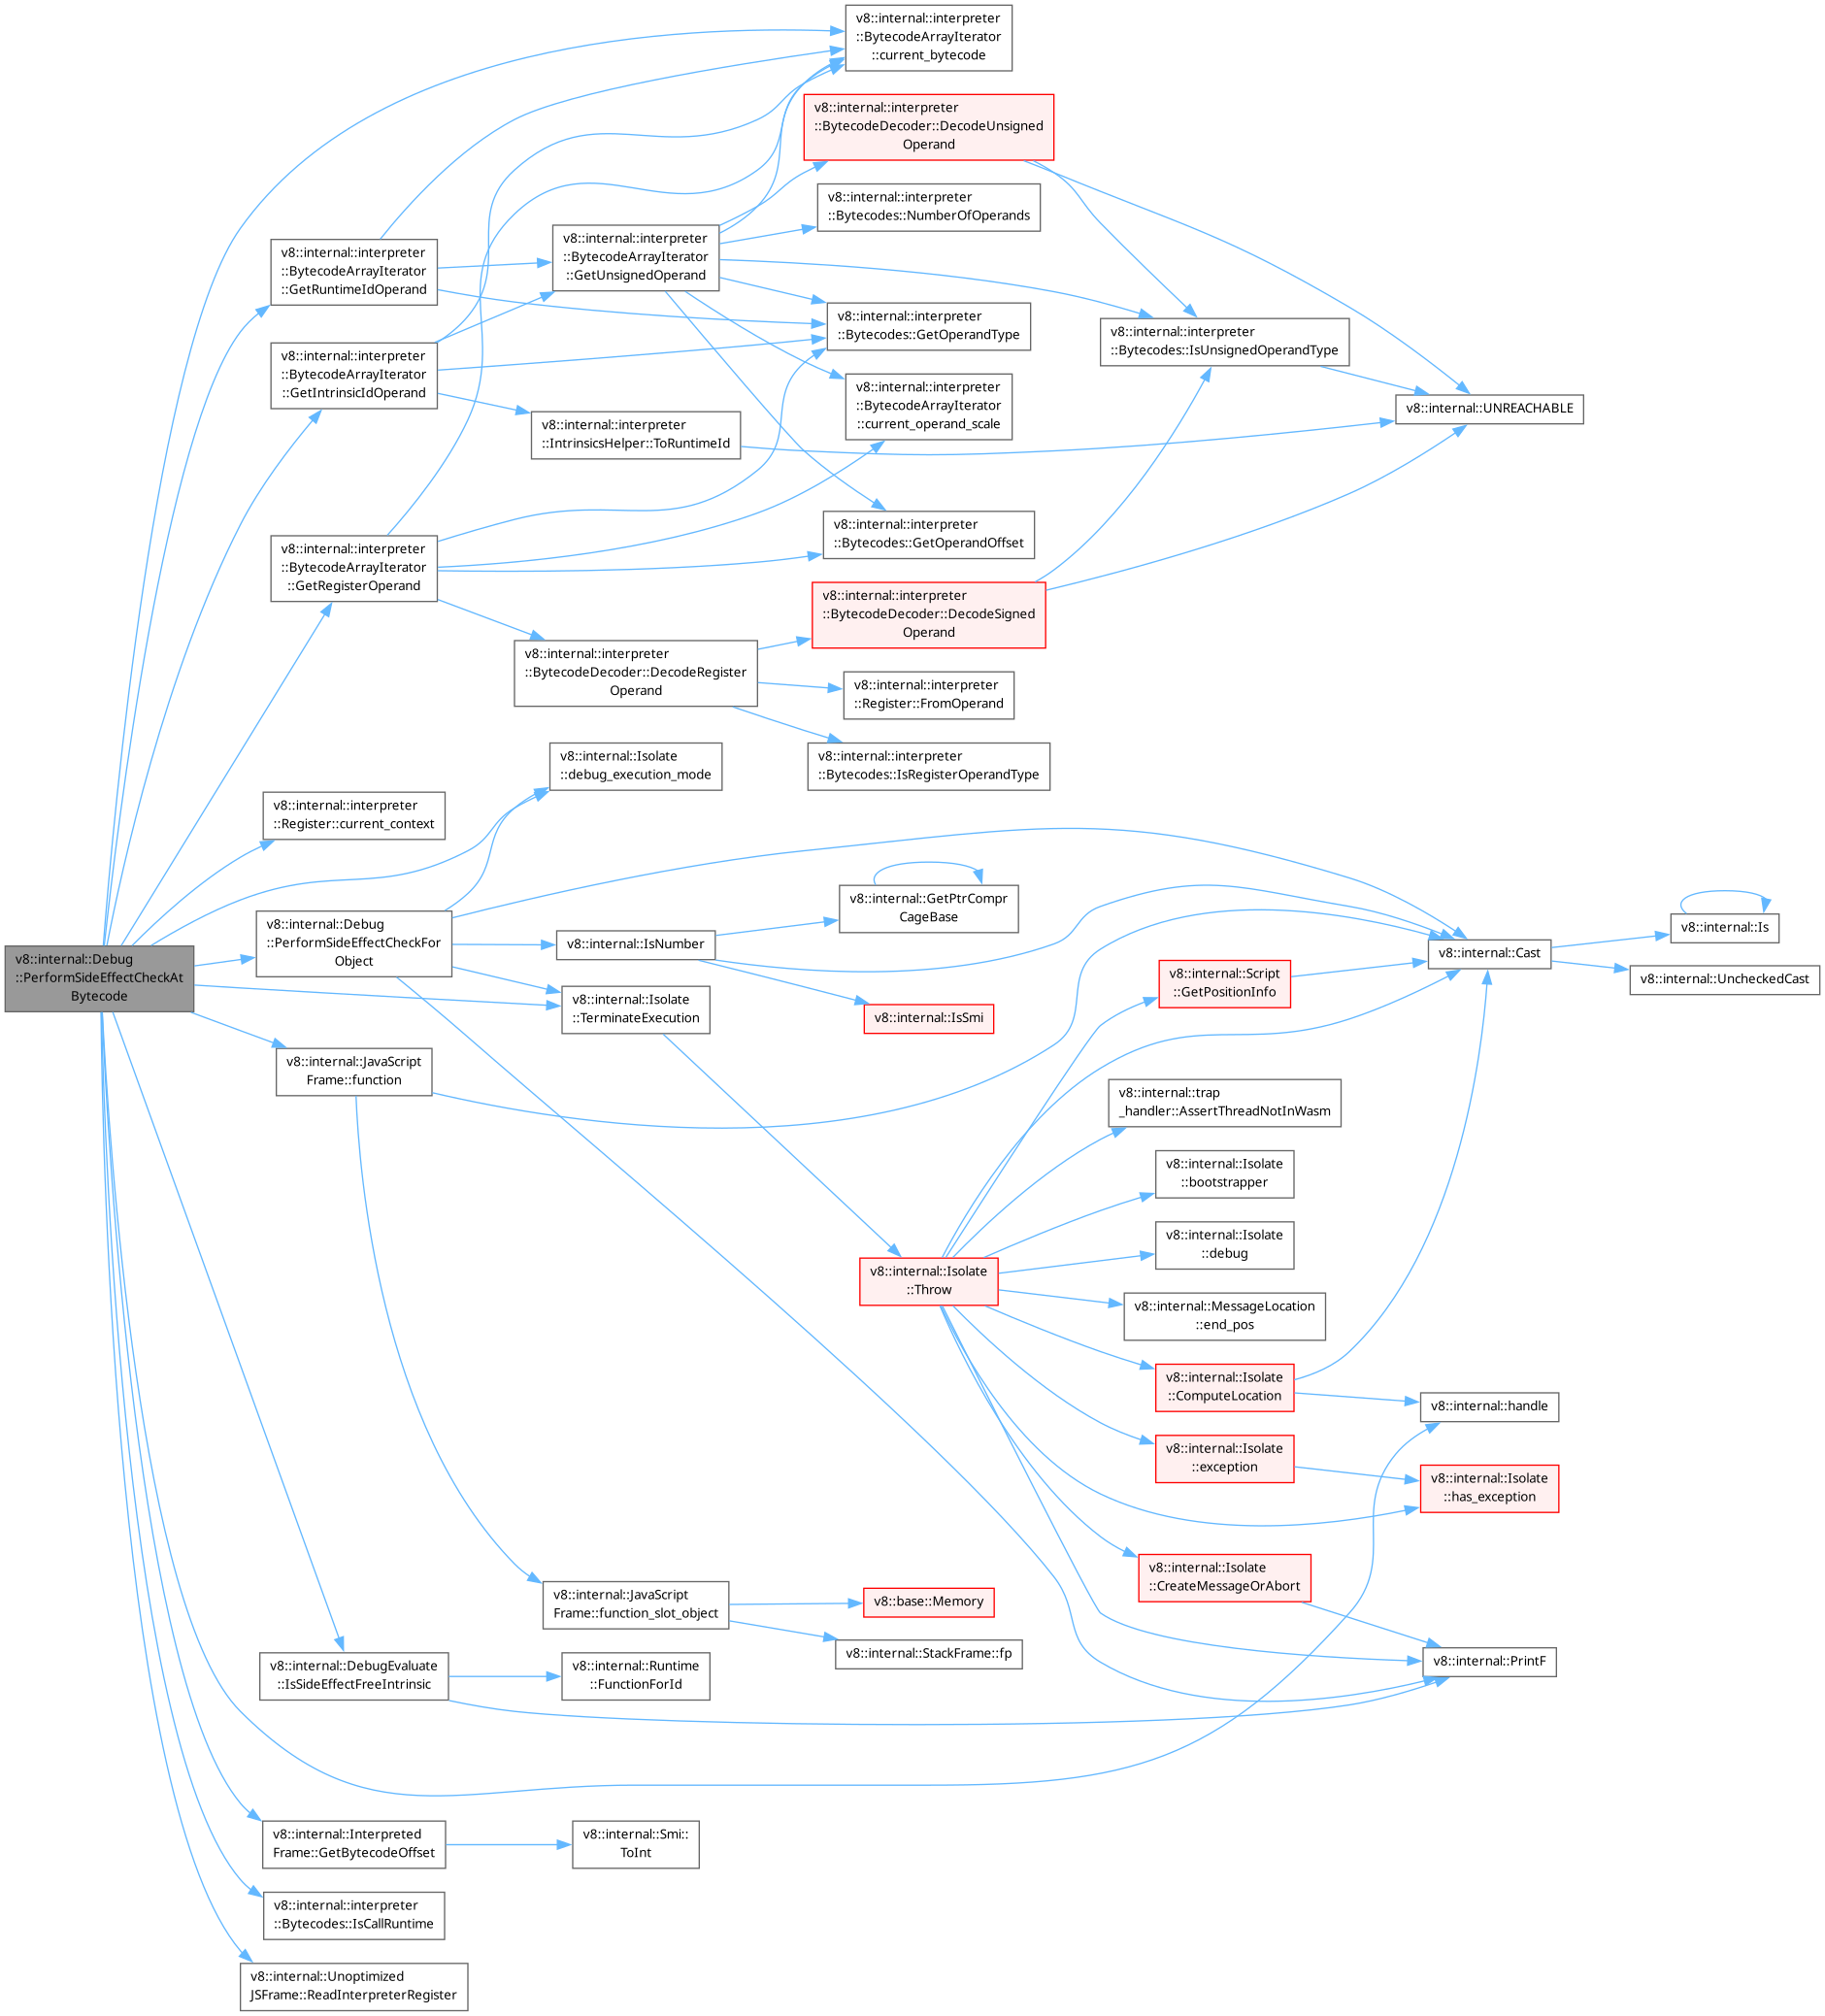 v8::internal::interpreter
::BytecodeArrayIterator
::current_bytecode
v8::internal::interpreter
::BytecodeDecoder::DecodeUnsigned
Operand
v8::internal::interpreter
::Bytecodes::NumberOfOperands
v8::internal::interpreter
::BytecodeArrayIterator
::GetRuntimeIdOperand
v8::internal::interpreter
::BytecodeArrayIterator
::GetUnsignedOperand
v8::internal::interpreter
::Bytecodes::GetOperandType
v8::internal::interpreter
::Bytecodes::IsUnsignedOperandType
v8::internal::interpreter
::BytecodeArrayIterator
::GetIntrinsicIdOperand
v8::internal::interpreter
::BytecodeArrayIterator
::current_operand_scale
v8::internal::UNREACHABLE
v8::internal::interpreter
::IntrinsicsHelper::ToRuntimeId
v8::internal::interpreter
::Bytecodes::GetOperandOffset
v8::internal::interpreter
::BytecodeArrayIterator
::GetRegisterOperand
v8::internal::interpreter
::BytecodeDecoder::DecodeSigned
Operand
v8::internal::interpreter
::BytecodeDecoder::DecodeRegister
Operand
v8::internal::interpreter
::Register::FromOperand
v8::internal::interpreter
::Bytecodes::IsRegisterOperandType
v8::internal::Isolate
::debug_execution_mode
v8::internal::interpreter
::Register::current_context
v8::internal::GetPtrCompr
CageBase
v8::internal::Debug
::PerformSideEffectCheckFor
Object
v8::internal::IsNumber
v8::internal::Is
v8::internal::Cast
v8::internal::UncheckedCast
v8::internal::Debug
::PerformSideEffectCheckAt
Bytecode
v8::internal::Script
::GetPositionInfo
v8::internal::Isolate
::TerminateExecution
v8::internal::IsSmi
v8::internal::JavaScript
Frame::function
v8::internal::trap
_handler::AssertThreadNotInWasm
v8::internal::Isolate
::bootstrapper
v8::internal::Isolate
::debug
v8::internal::Isolate
::Throw
v8::internal::MessageLocation
::end_pos
v8::internal::Isolate
::ComputeLocation
v8::internal::handle
v8::internal::Isolate
::exception
v8::internal::Isolate
::has_exception
v8::internal::Isolate
::CreateMessageOrAbort
v8::internal::JavaScript
Frame::function_slot_object
v8::base::Memory
v8::internal::StackFrame::fp
v8::internal::PrintF
v8::internal::DebugEvaluate
::IsSideEffectFreeIntrinsic
v8::internal::Runtime
::FunctionForId
v8::internal::Interpreted
Frame::GetBytecodeOffset
v8::internal::Smi::
ToInt
v8::internal::interpreter
::Bytecodes::IsCallRuntime
v8::internal::Unoptimized
JSFrame::ReadInterpreterRegister